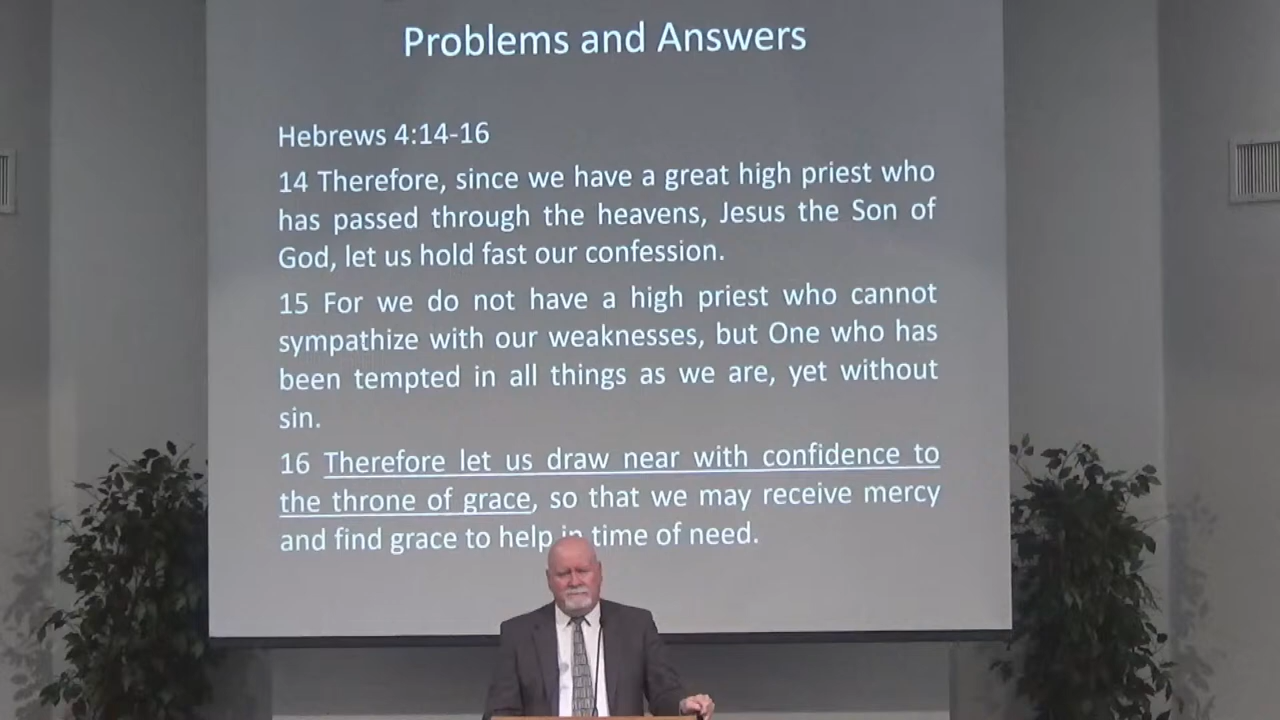 Problems and Answers
Hebrews 4:14-16
14 Therefore, since we have a great high priest who
has passed through the heavens, Jesus the Son of
God, let us hold fast our confession.
15 For we do not have a high priest who cannot
sympathize with our weaknesses, but One who has
been tempted in all things as we are, yet without
sin.
16 Therefore let us draw near with confidence to
the throne of grace, so that we may receive mercy
and find grace to help in time of need.